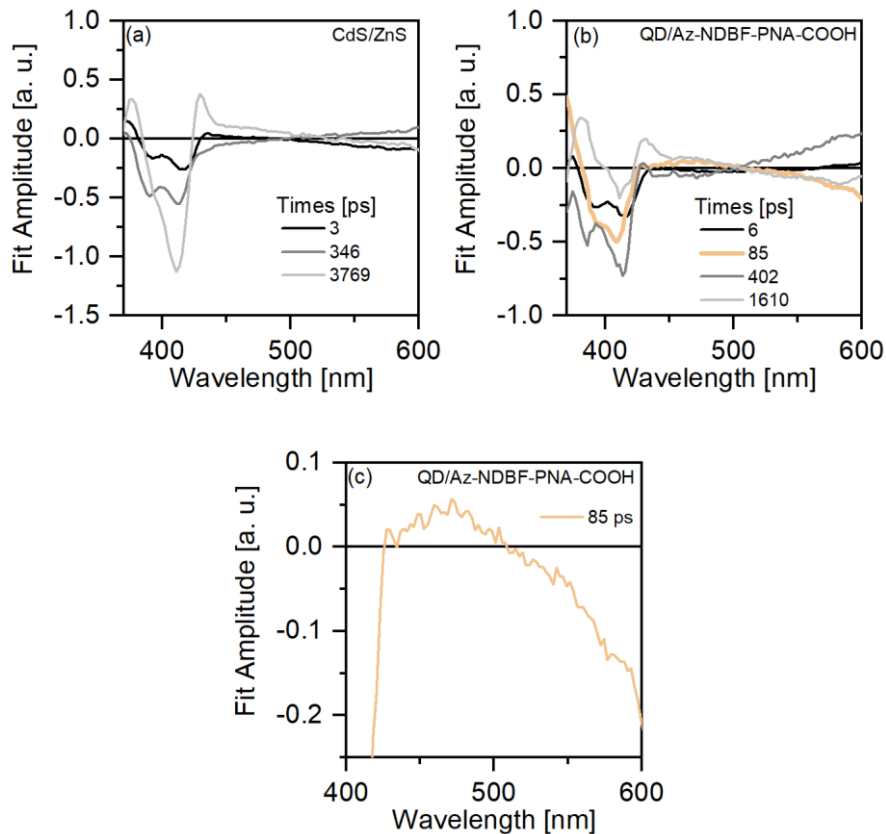 (a)
CdS/ZnS
1.0
0.5
0.0
-0.5
-1.0
-1.5
Fit Amplitude [a. u.]
Times [ps]
3
346
3769
400
500
600
Wavelength [nm]
(b)
QD/Az-NDBF-PNA-COOH
1.0
0.5
0.0
-0.5
-1.0
Fit Amplitude [a. u.]
Times [ps]
6
85
402
1610
400
500
600
Wavelength [nm]
(c)
QD/Az-NDBF-PNA-COOH
85 ps
0.1
0.0
-0.1
-0.2
Fit Amplitude [a. u.]
400
500
600
Wavelength [nm]